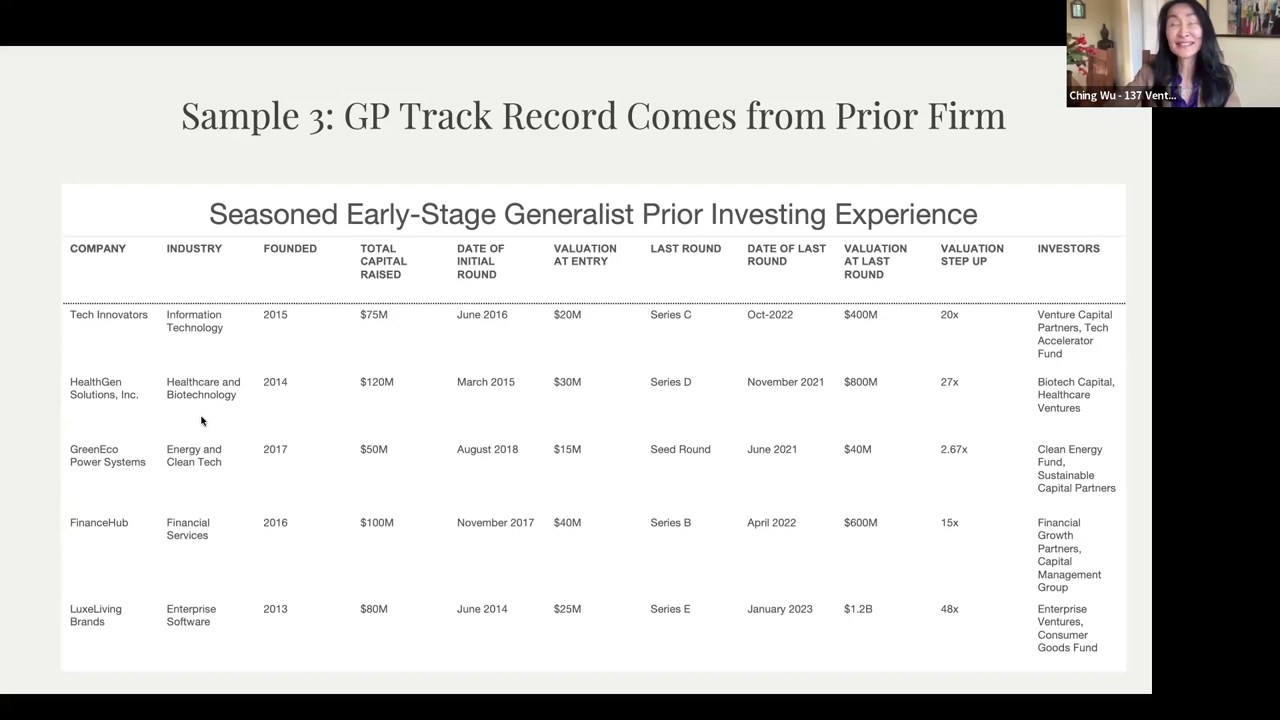 Ching Wu - 137 Vent...
Sample 3: GP Track Record Comes from Prior Firm
Seasoned Early-Stage Generalist Prior Investing Experience
COMPANY INDUSTRY FOUNDED TOTAL CAPITAL RAISED DATE OF INITIAL ROUND VALUATION AT ENTRY LAST ROUND DATE OF LAST ROUND VALUATION AT LAST ROUND VALUATION STEP UP INVESTORS
Tech Innovators Information Technology 2015 $75M June 2016 $20M Series C Oct-2022 $400M 20x Venture Capital Partners, Tech Accelerator Fund
HealthGen Solutions, Inc. Healthcare and Biotechnology 2014 $120M March 2015 $30M Series D November 2021 $800M 27x Biotech Capital, Healthcare Ventures
GreenEco Power Systems Energy and Clean Tech 2017 $50M August 2018 $15M Seed Round June 2021 $40M 2.67x Clean Energy Fund, Sustainable Capital Partners
FinanceHub Financial Services 2016 $100M November 2017 $40M Series B April 2022 $600M 15x Financial Growth Partners, Capital Management Group
LuxeLiving Brands Enterprise Software 2013 $80M June 2014 $25M Series E January 2023 $1.2B 48x Enterprise Ventures, Consumer Goods Fund